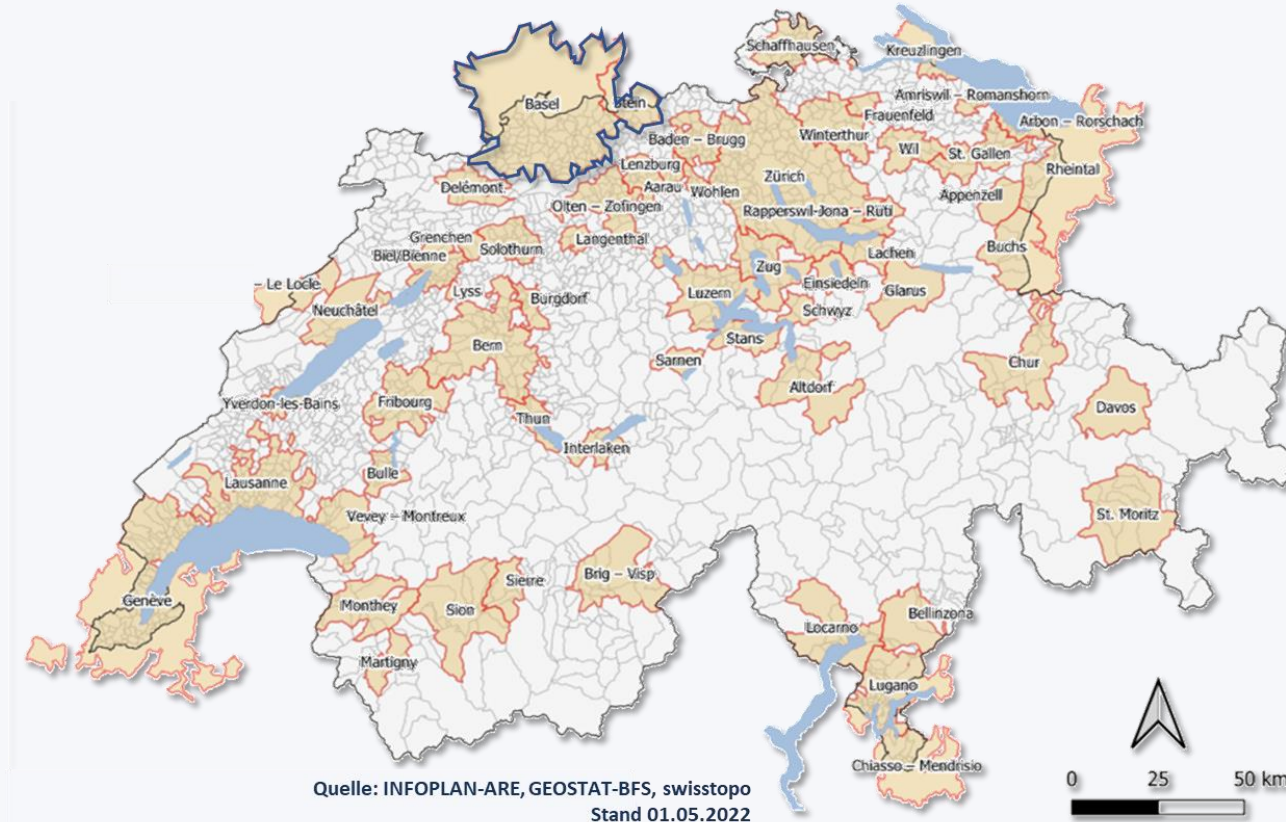 Schaffhausen
Kreuzlingen
Basel
Stein
Amriswil – Romanshorn
Frauenfeld
Arbon – Rorschach
Baden – Brugg
Winterthur
Wil
St. Gallen
Lenzburg
Rheintal
Zürich
Delémont
Aarau
Wohlen
Appenzell
Olten – Zofingen
Rapperswil-Jona – Rüti
Grenchen
Solothurn
Langenthal
Buchs
Biel/Bienne
Lachen
Zug
– Le Locle
Einsiedeln
Glarus
Lyss
Burgdorf
Luzern
Neuchâtel
Schwyz
Stans
Bern
Sarnen
Chur
Altdorf
Yverdon-les-Bains
Fribourg
Davos
Thun
Interlaken
Bulle
Lausanne
St. Moritz
Vevey – Montreux
Brig – Visp
Sierre
Genève
Monthey
Sion
Bellinzona
Locarno
Martigny
Lugano
Chiasso – Mendrisio
Quelle: INFOPLAN-ARE, GEOSTAT-BFS, swisstopo
Stand 01.05.2022
0 25 50 km